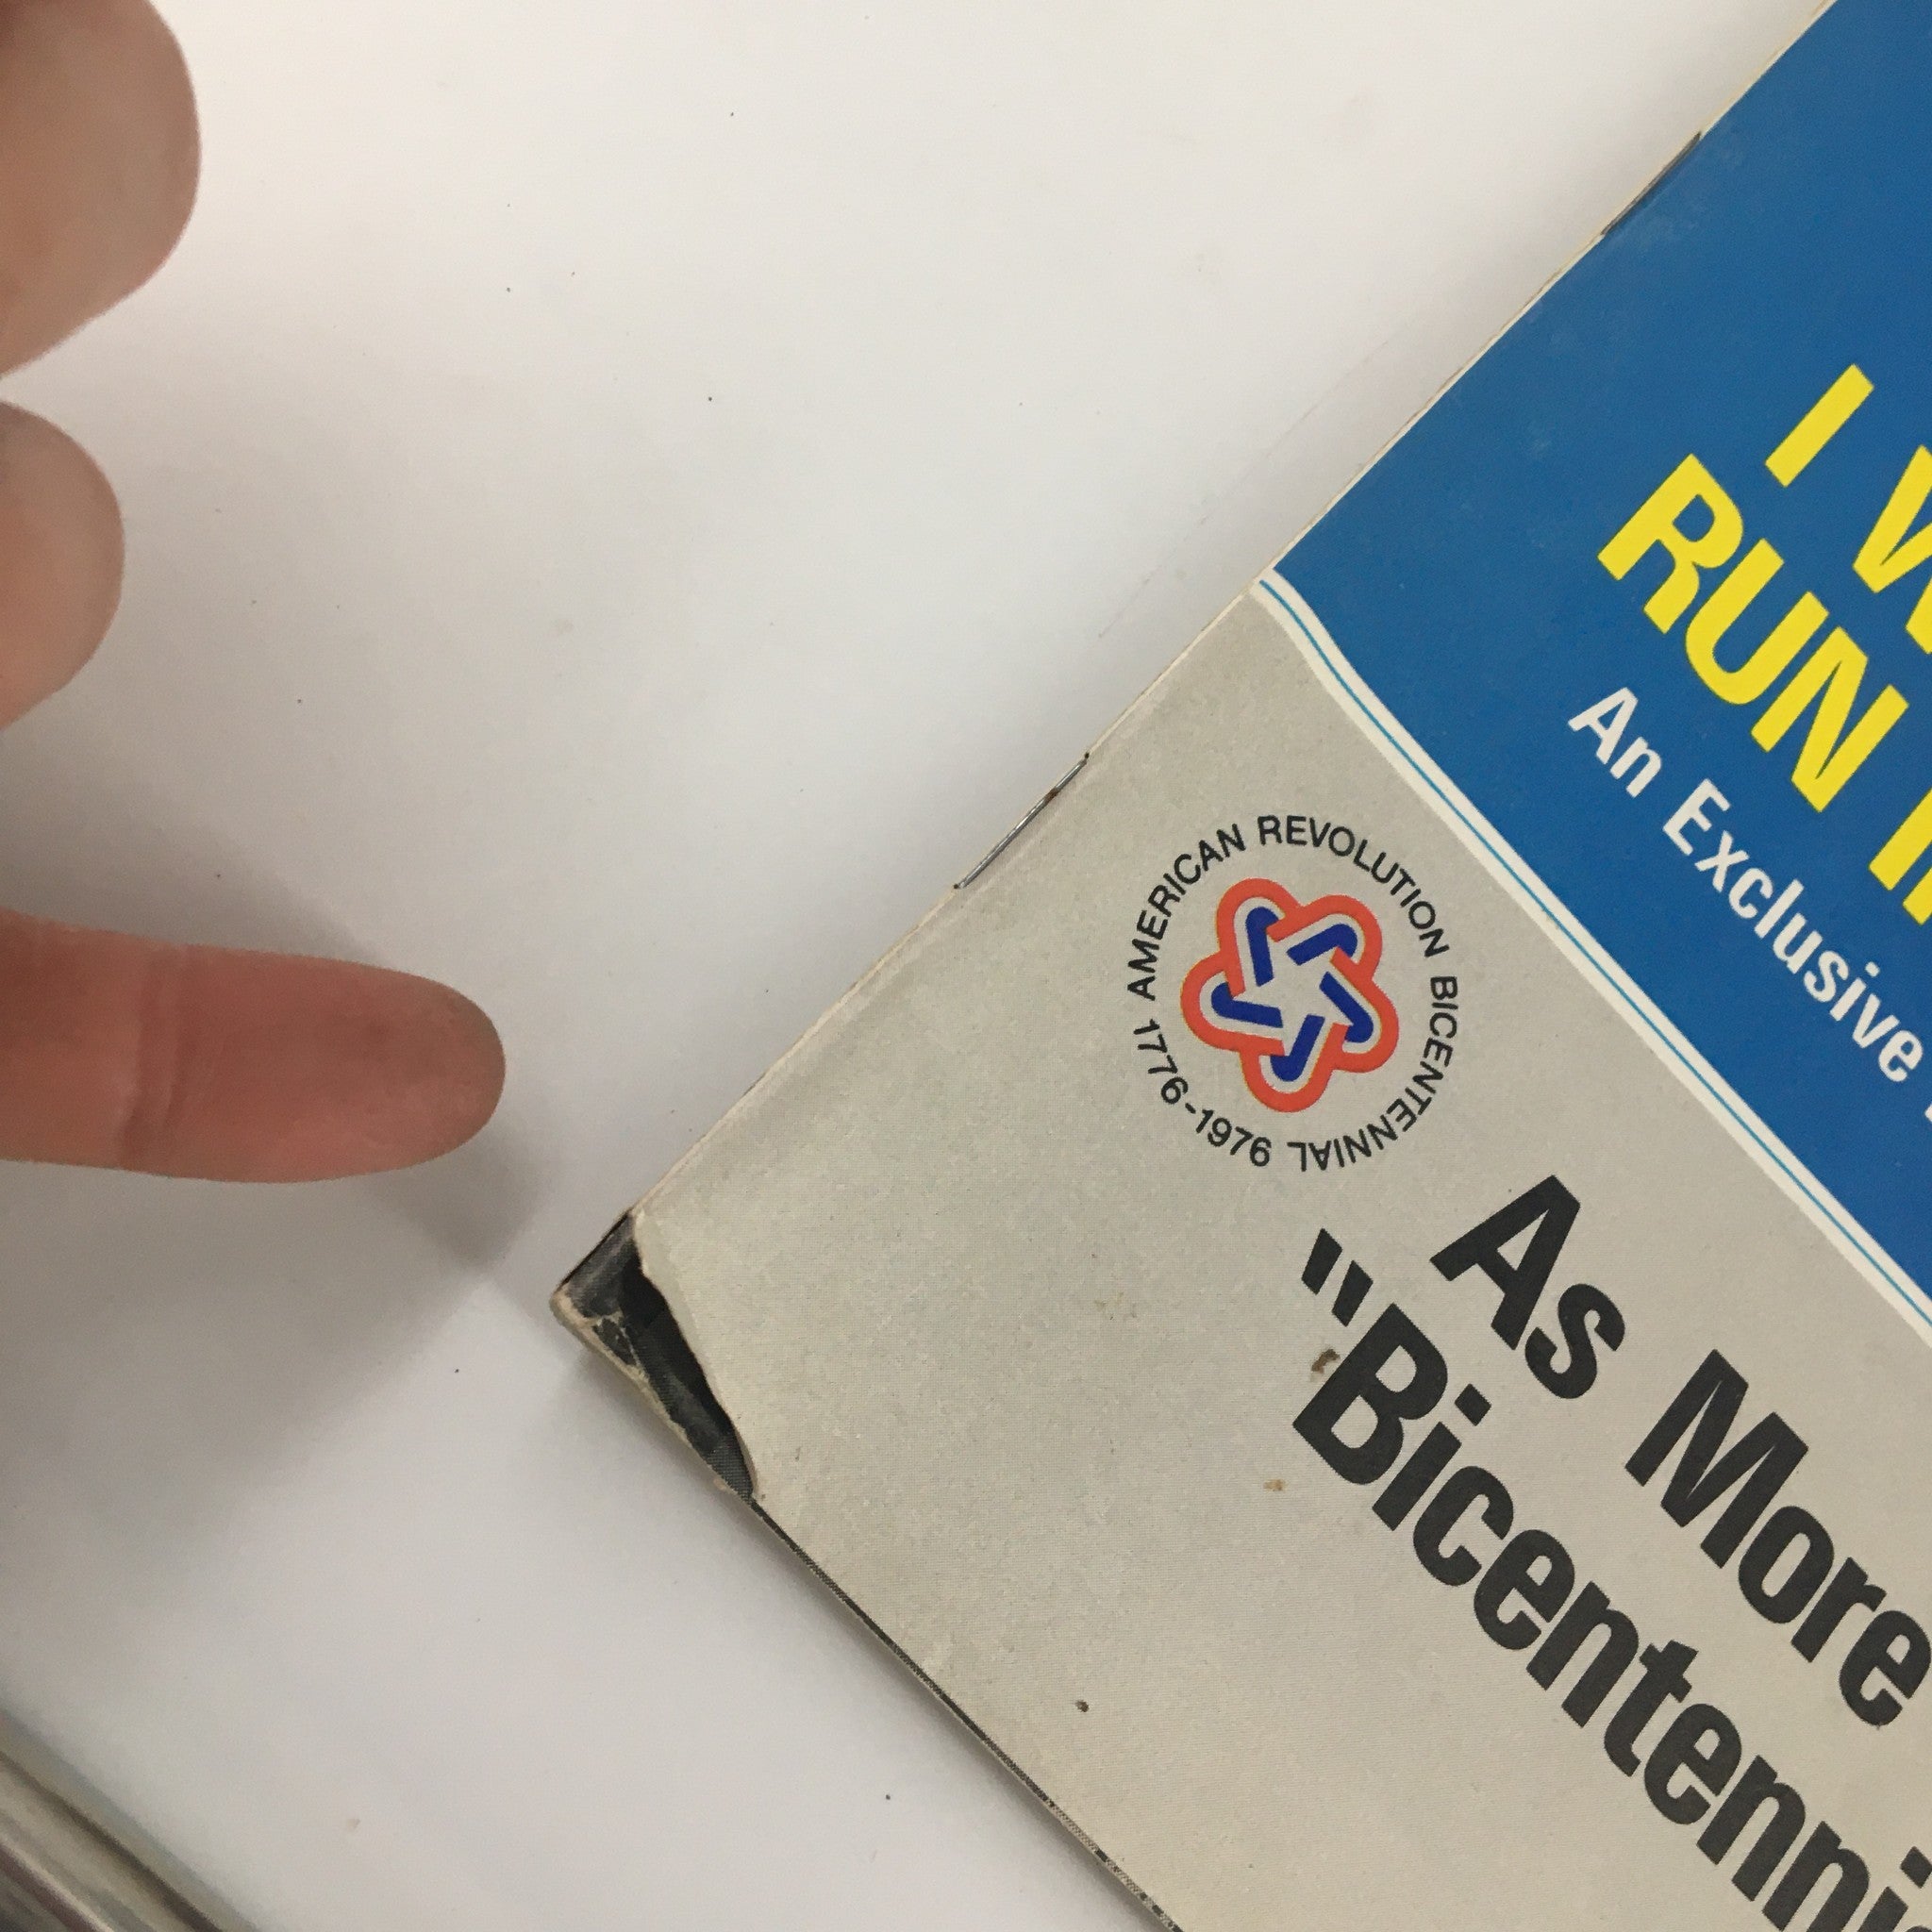 I
RUN
An Exclusive
AMERICAN REVOLUTION BICENTENNIAL 1776-1976
As More
"Bicentenni